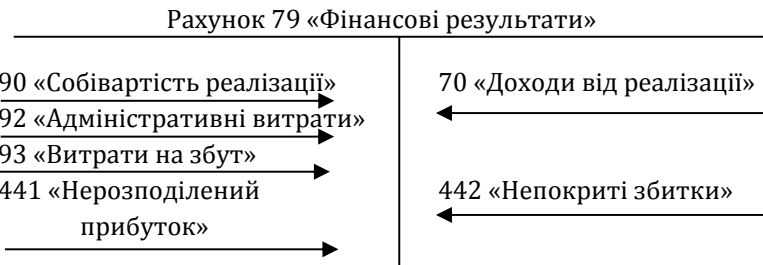 Рахунок 79 «Фінансові результати»
90 «Собівартість реалізації»
92 «Адміністративні витрати»
93 «Витрати на збут»
441 «Нерозподілений
прибуток»
70 «Доходи від реалізації»
442 «Непокриті збитки»